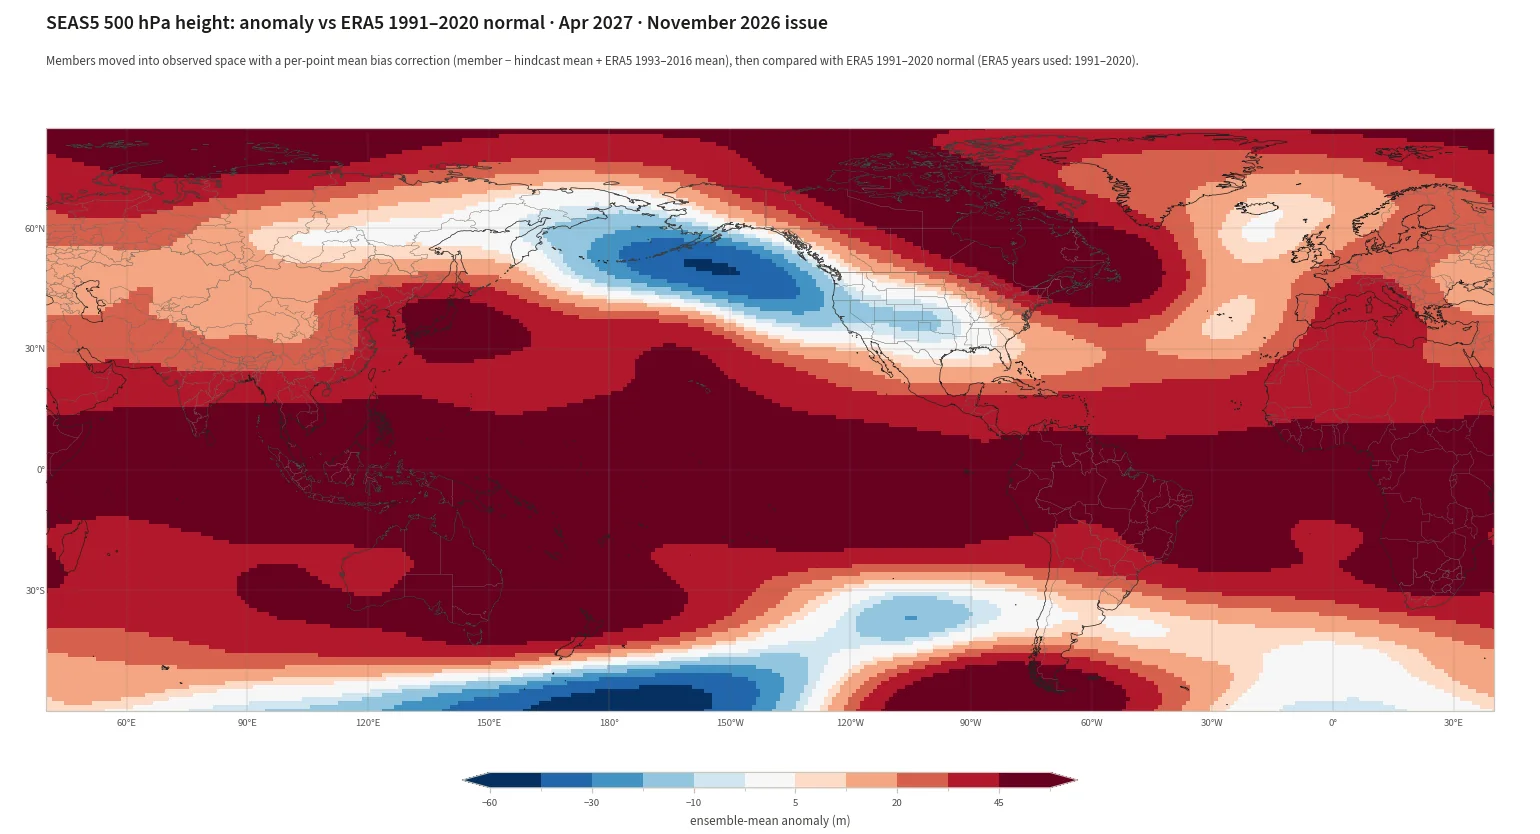 SEAS5 500 hPa height: anomaly vs ERA5 1991–2020 normal · Apr 2027 · November 2026 issue
Members moved into observed space with a per-point mean bias correction (member − hindcast mean + ERA5 1993–2016 mean), then compared with ERA5 1991–2020 normal (ERA5 years used: 1991–2020).
60°N
30°N
0°
30°S
60°E 90°E 120°E 150°E 180° 150°W 120°W 90°W 60°W 30°W 0° 30°E
−60 −30 −10 5 20 45
ensemble-mean anomaly (m)